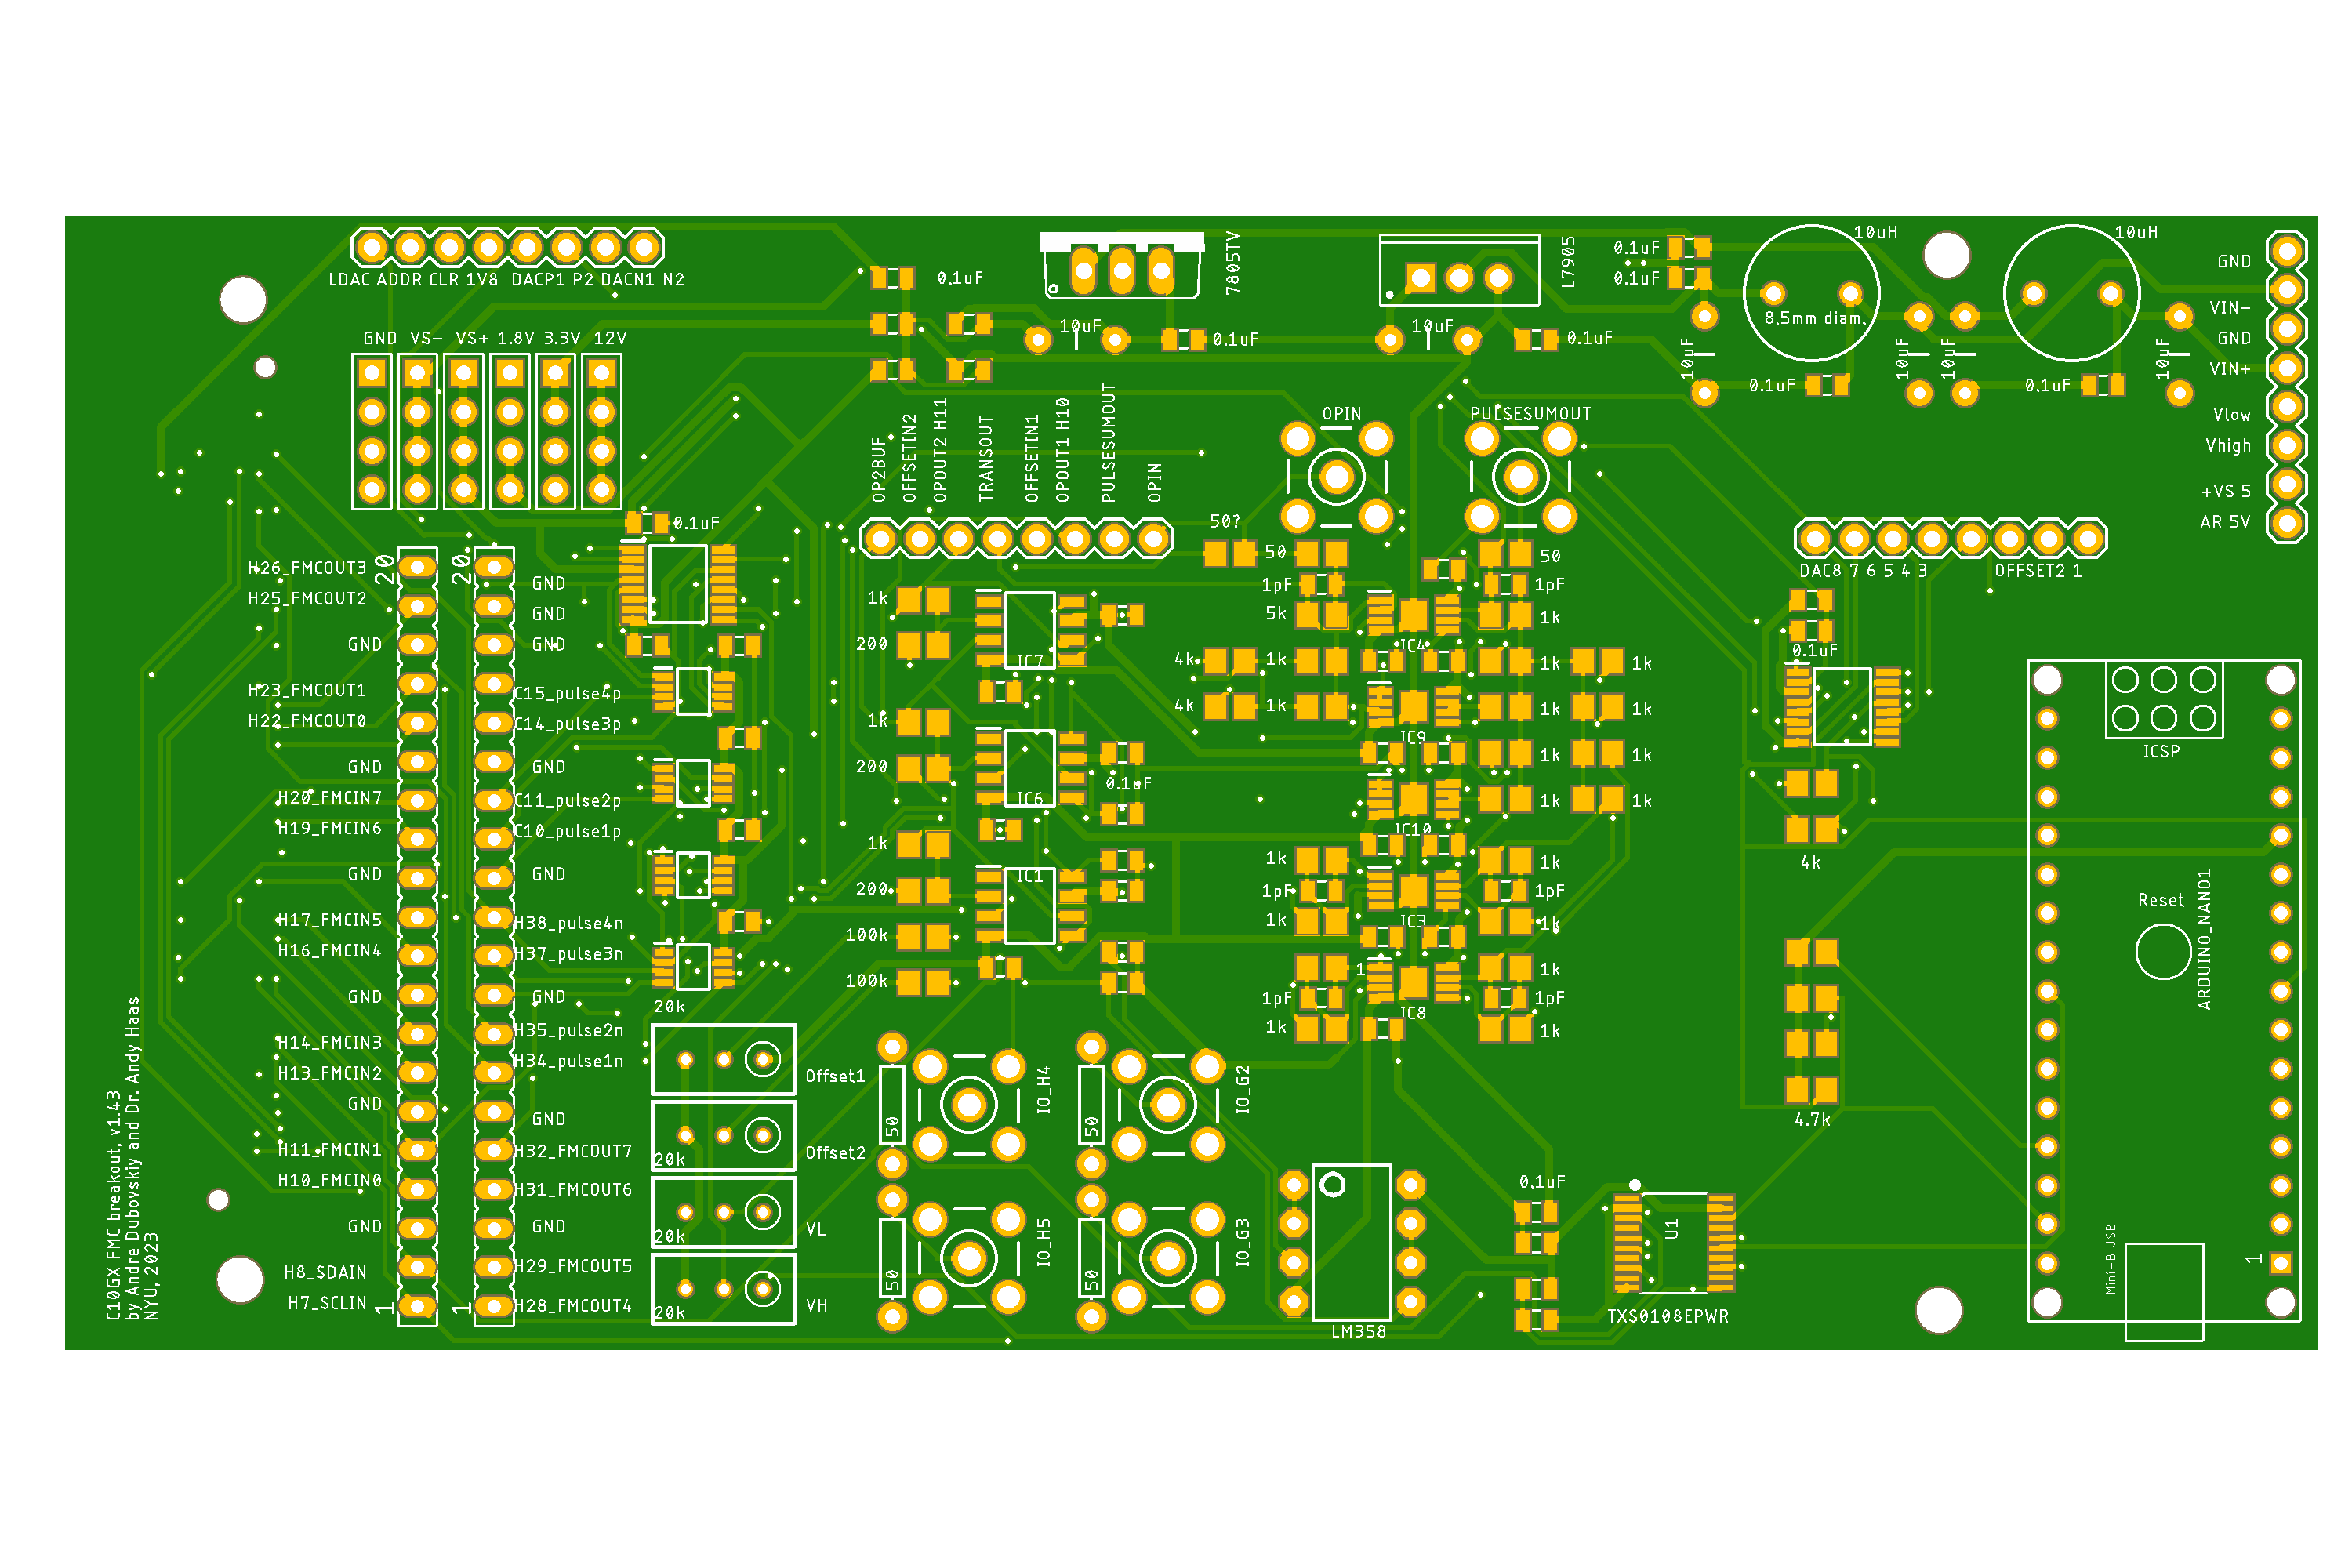 LDAC ADDR CLR 1V8 DACP1 P2 DACN1 N2
GND VS- VS+ 1.8V 3.3V 12V
0.1uF
7805TV
10uF
0.1uF
L7905
10uF
0.1uF
0.1uF
0.1uF
10uH
8.5mm diam.
10uH
10uF
0.1uF
10uF
10uF
0.1uF
10uF
GND
VIN-
GND
VIN+
Vlow
Vhigh
+VS 5
AR 5V
OP2BUF
OFFSETIN2
OPOUT2 H11
TRANSOUT
OFFSETIN1
OPOUT1 H10
PULSESUMOUT
OPIN
OPIN
PULSESUMOUT
0.1uF
20
20
H26_FMCOUT3
H25_FMCOUT2
GND
H23_FMCOUT1
H22_FMCOUT0
GND
H20_FMCIN7
H19_FMCIN6
GND
H17_FMCIN5
H16_FMCIN4
GND
H14_FMCIN3
H13_FMCIN2
GND
H11_FMCIN1
H10_FMCIN0
GND
H8_SDAIN
H7_SCLIN
1
1
GND
GND
GND
C15_pulse4p
C14_pulse3p
GND
C11_pulse2p
C10_pulse1p
GND
H38_pulse4n
H37_pulse3n
GND
H35_pulse2n
H34_pulse1n
GND
H32_FMCOUT7
H31_FMCOUT6
GND
H29_FMCOUT5
H28_FMCOUT4
1k
200
IC7
1k
200
IC6
0.1uF
1k
200
IC1
100k
100k
50?
50
50
1pF
1pF
5k
1k
IC4
4k
1k
1k
1k
4k
1k
1k
1k
IC9
1k
1k
1k
1k
IC10
1k
1k
1pF
1pF
1k
1k
IC3
1
1k
1pF
1pF
1k
1k
IC8
DAC8 7 6 5 4 3 OFFSET2 1
0.1uF
4k
4.7k
ICSP
Reset
ARDUINO_NANO1
Mini-B USB
1
20k
Offset1
20k
Offset2
20k
VL
20k
VH
50
IO_H4
50
IO_G2
50
IO_H5
50
IO_G3
LM358
0.1uF
U1
TXS0108EPWR
C10GX FMC breakout, v1.43
by Andre Dubovskiy and Dr. Andy Haas
NYU, 2023